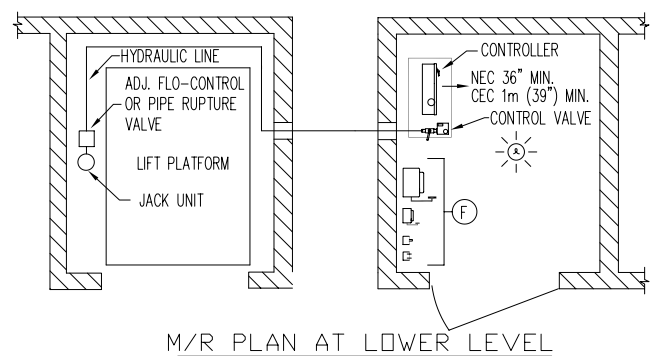 HYDRAULIC LINE
ADJ. FLO-CONTROL
OR PIPE RUPTURE
VALVE
LIFT PLATFORM
JACK UNIT
CONTROLLER
NEC 36" MIN.
CEC 1m (39") MIN.
CONTROL VALVE
F
M/R PLAN AT LOWER LEVEL